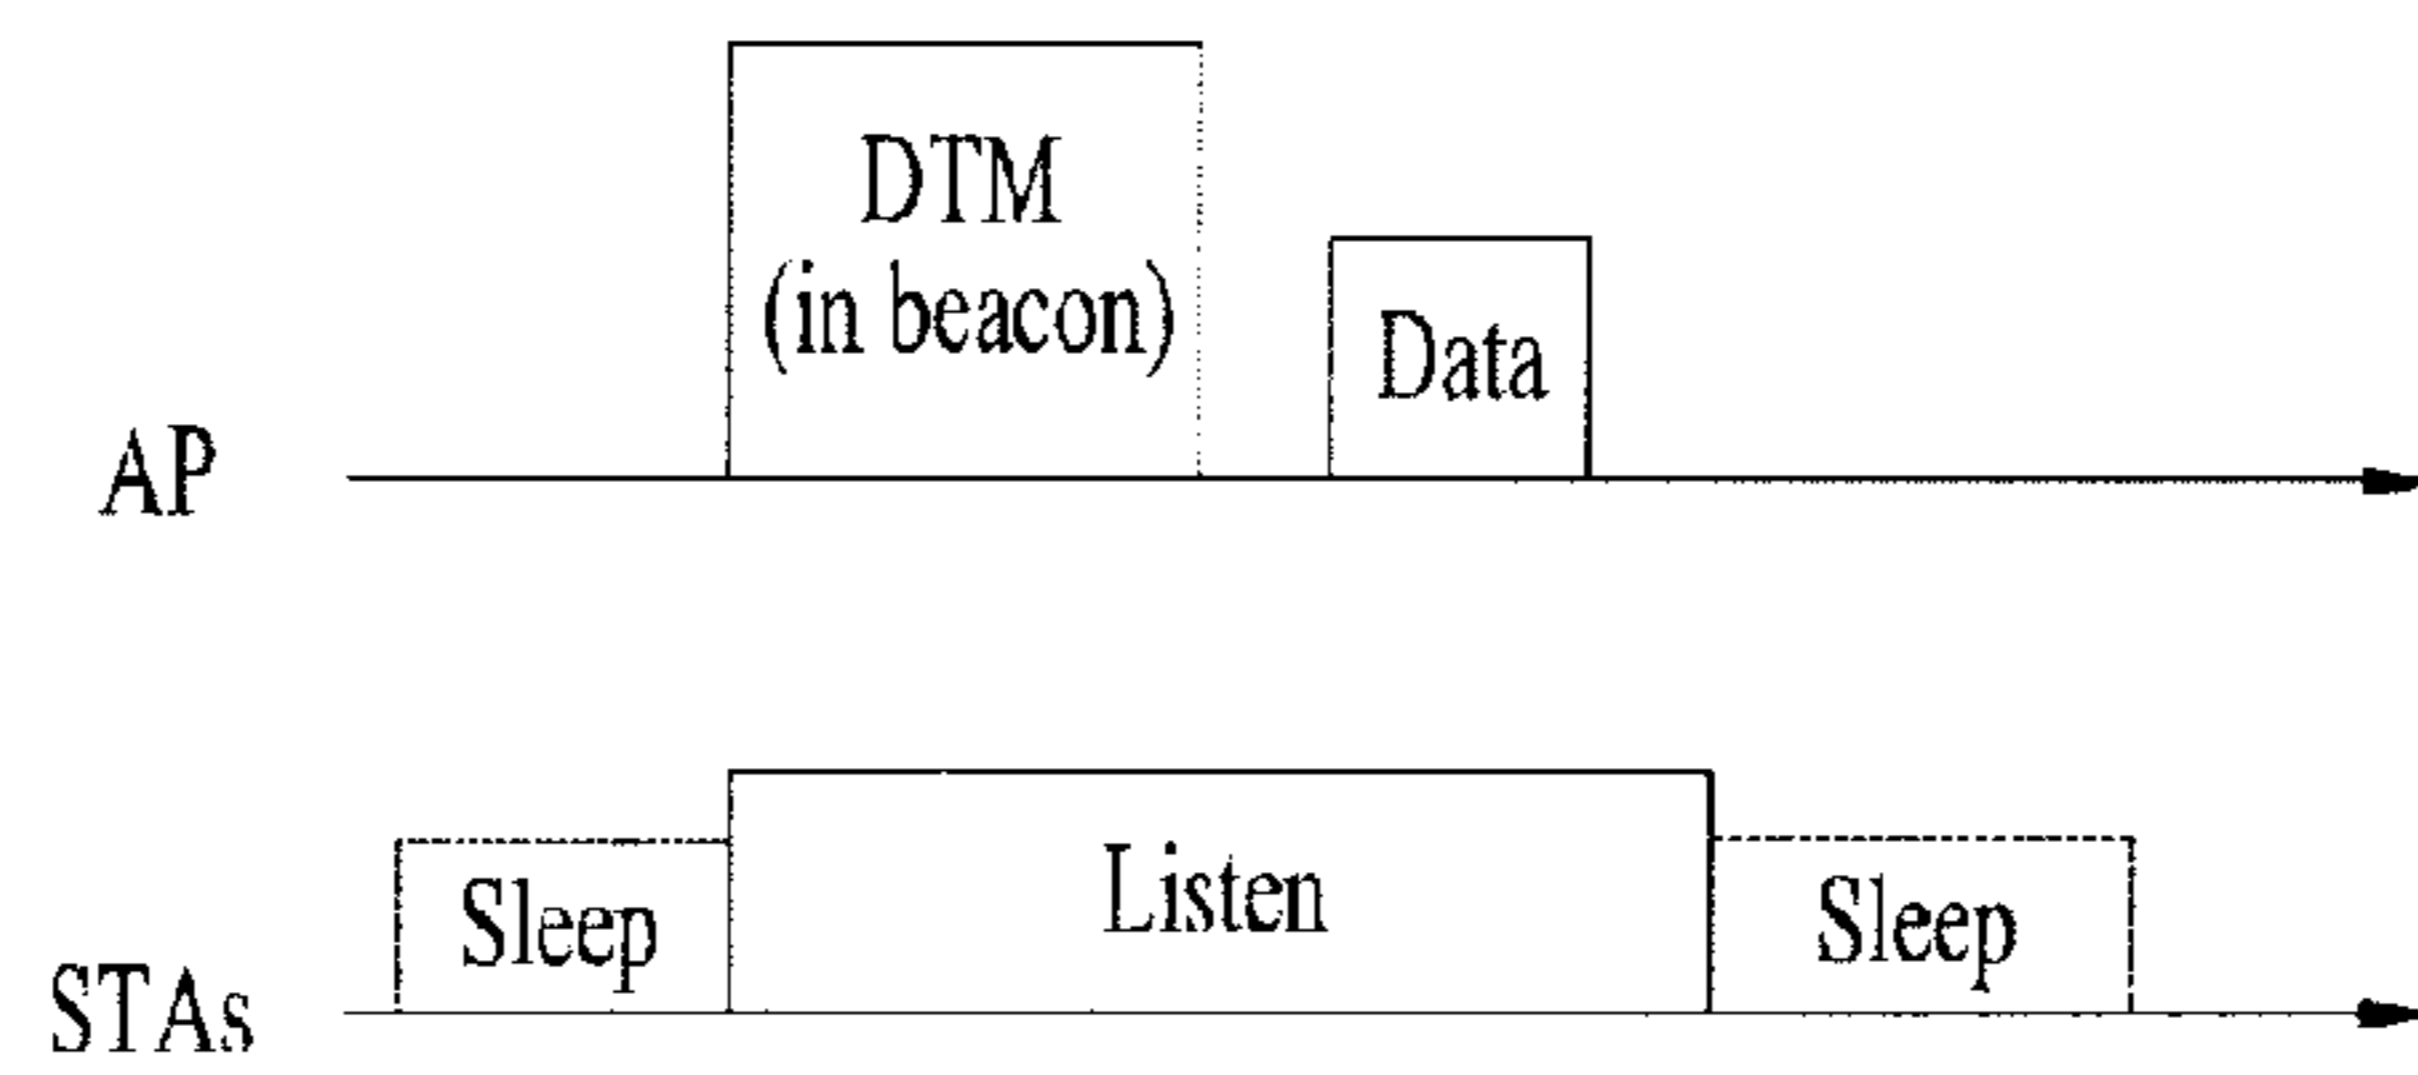 DTM
(in beacon)
Data
AP
Listen
Sleep
Sleep
STAs